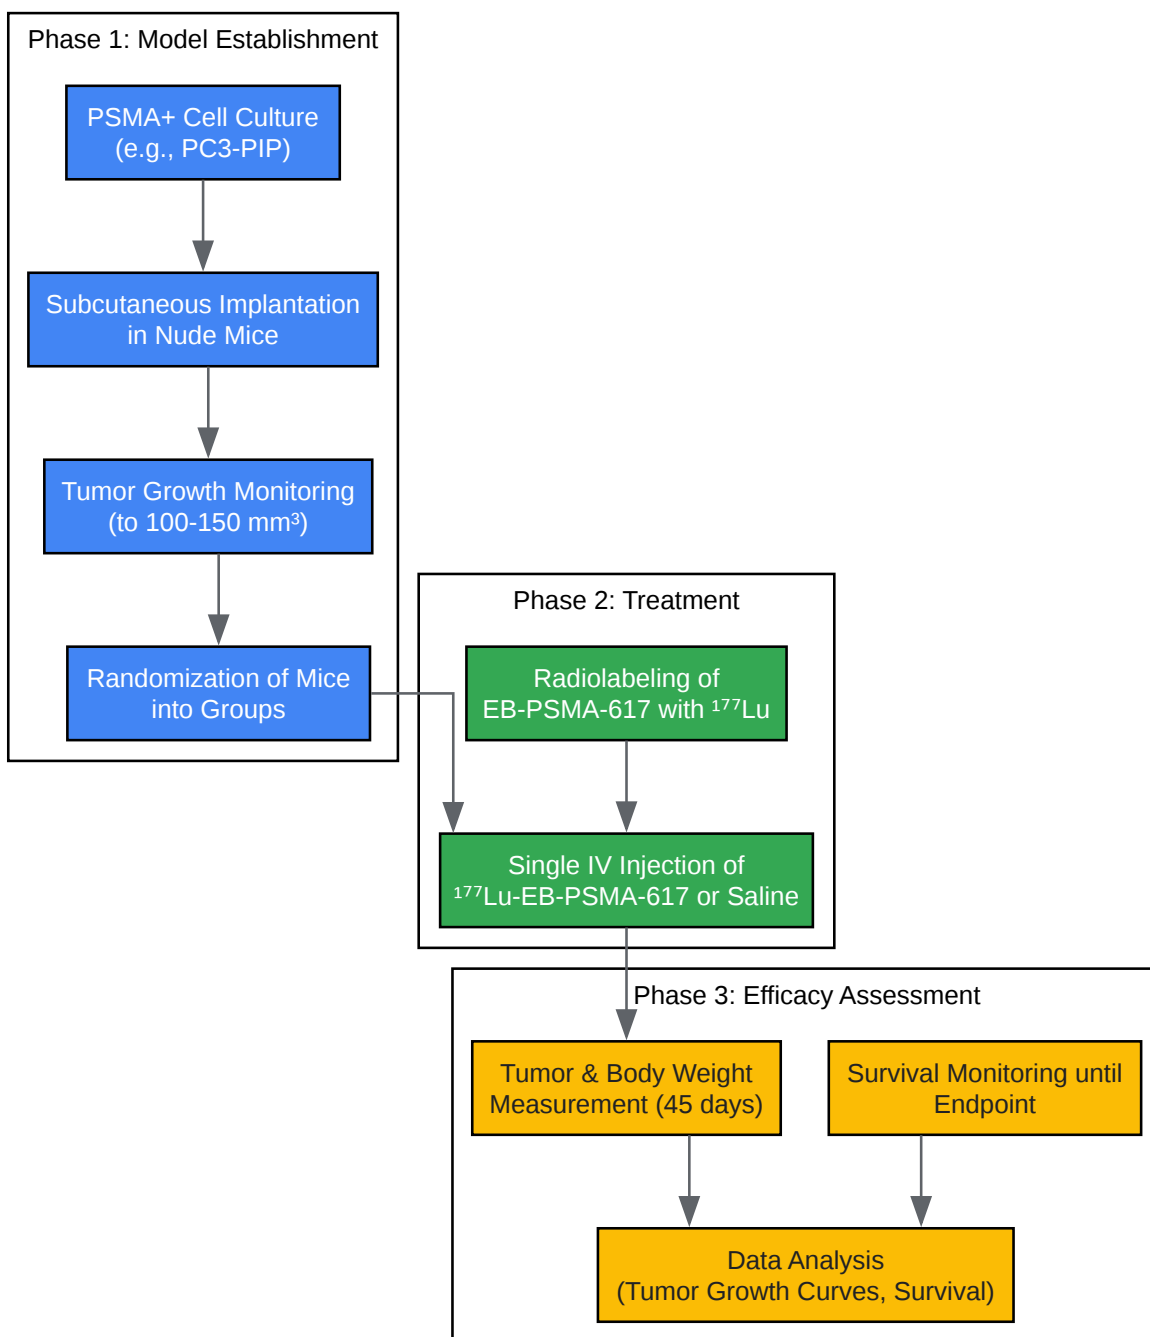 Phase 1: Model Establishment
PSMA+ Cell Culture
(e.g., PC3-PIP)
Subcutaneous Implantation
in Nude Mice
Tumor Growth Monitoring
(to 100-150 mm³)
Randomization of Mice
into Groups
Phase 2: Treatment
Radiolabeling of
EB-PSMA-617 with ¹⁷⁷Lu
Single IV Injection of
¹⁷⁷Lu-EB-PSMA-617 or Saline
Phase 3: Efficacy Assessment
Tumor & Body Weight
Measurement (45 days)
Survival Monitoring until
Endpoint
Data Analysis
(Tumor Growth Curves, Survival)